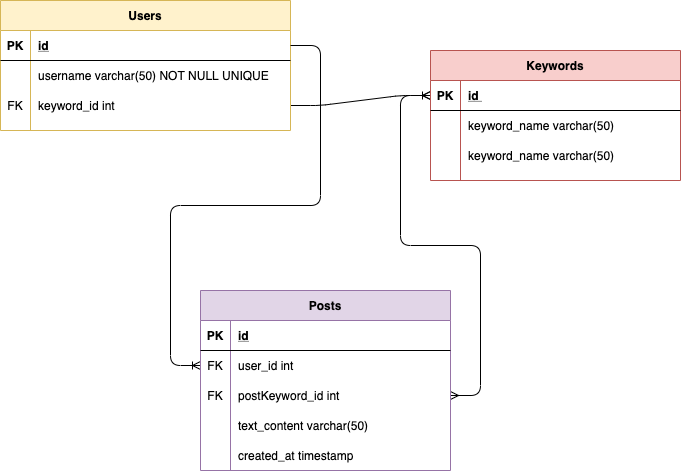 Users
PK id
username varchar(50) NOT NULL UNIQUE
FK keyword_id int
Keywords
PK id
keyword_name varchar(50)
keyword_name varchar(50)
Posts
PK id
FK user_id int
FK postKeyword_id int
text_content varchar(50)
created_at timestamp